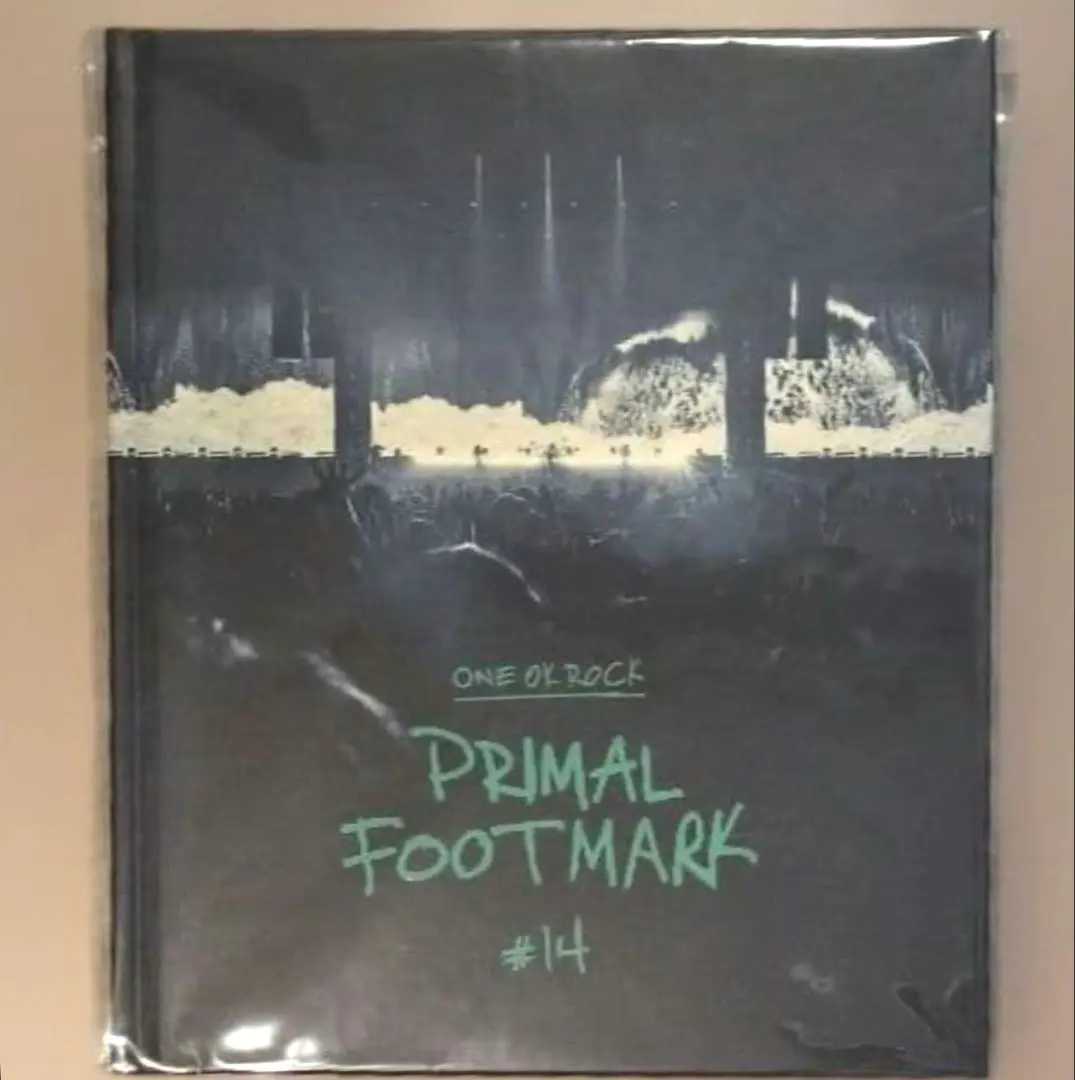 ONE OK ROCK
PRIMAL
FOOTMARK
#14